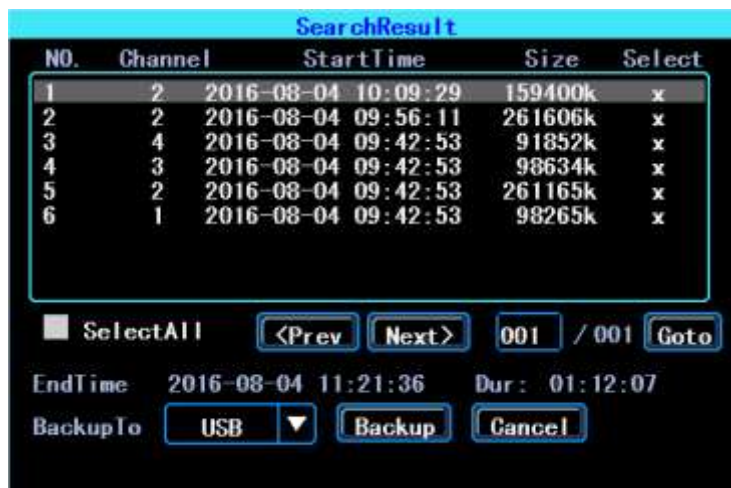 SearchResult
NO. Channel StartTime Size Select
1 2 2016-08-04 10:09:29 159400k x
2 2 2016-08-04 09:56:11 261606k x
3 4 2016-08-04 09:42:53 91852k x
4 3 2016-08-04 09:42:53 98634k x
5 2 2016-08-04 09:42:53 261165k x
6 1 2016-08-04 09:42:53 98265k x
SelectAll <Prev Next> 001 /001 Goto
EndTime 2016-08-04 11:21:36 Dur: 01:12:07
BackupTo USB Backup Cancel